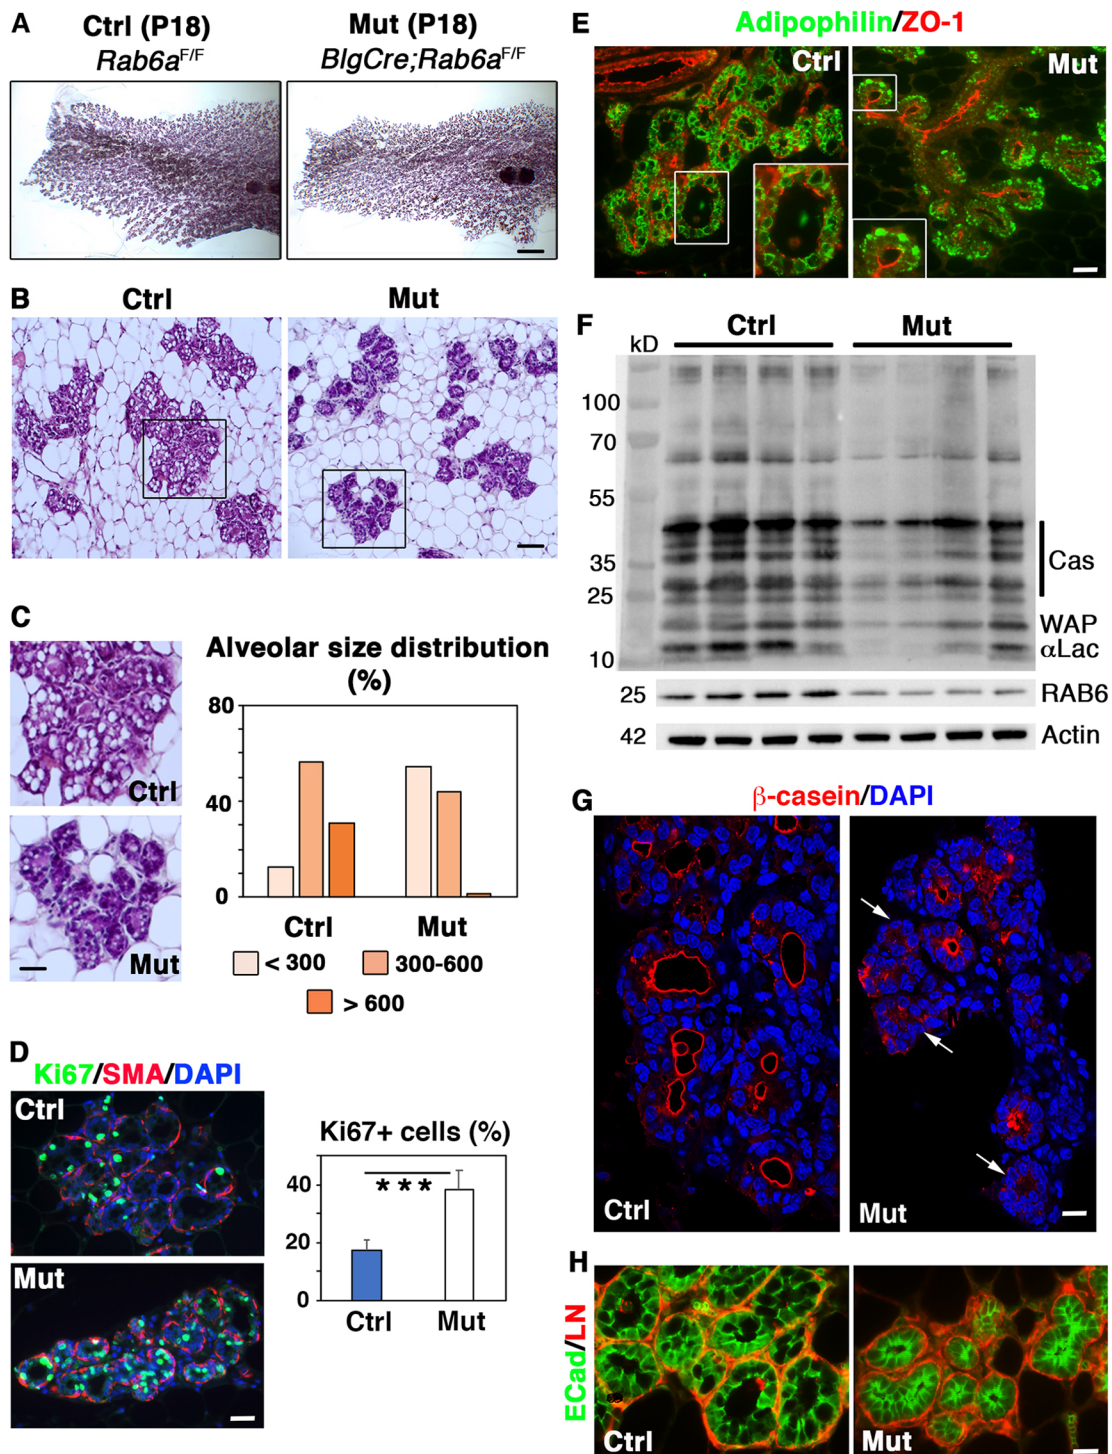 A
Ctrl (P18)
Rab6aF/F
Mut (P18)
BlgCre;Rab6aF/F
B
Ctrl
Mut
C
Ctrl
Mut
Alveolar size distribution
(%)
80
40
0
Ctrl
Mut
< 300
300-600
> 600
D
Ki67/SMA/DAPI
Ctrl
Mut
Ki67+ cells (%)
40
20
0
***
Ctrl
Mut
E
Adipophilin/ZO-1
Ctrl
Mut
F
Ctrl
Mut
kD
100
70
55
35
25
10
Cas
WAP
αLac
25
RAB6
42
Actin
G
β-casein/DAPI
Ctrl
Mut
H
ECad/LN
Ctrl
Mut